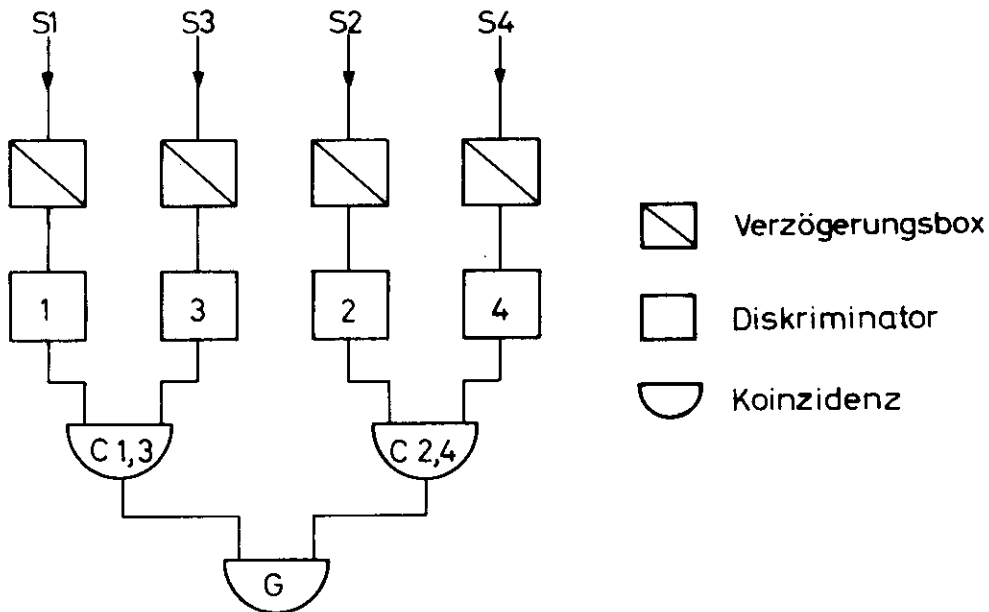 S1 S3 S2 S4
1 3 2 4
C 1,3 C 2,4
G
Verzögerungsbox
Diskriminator
Koinzidenz